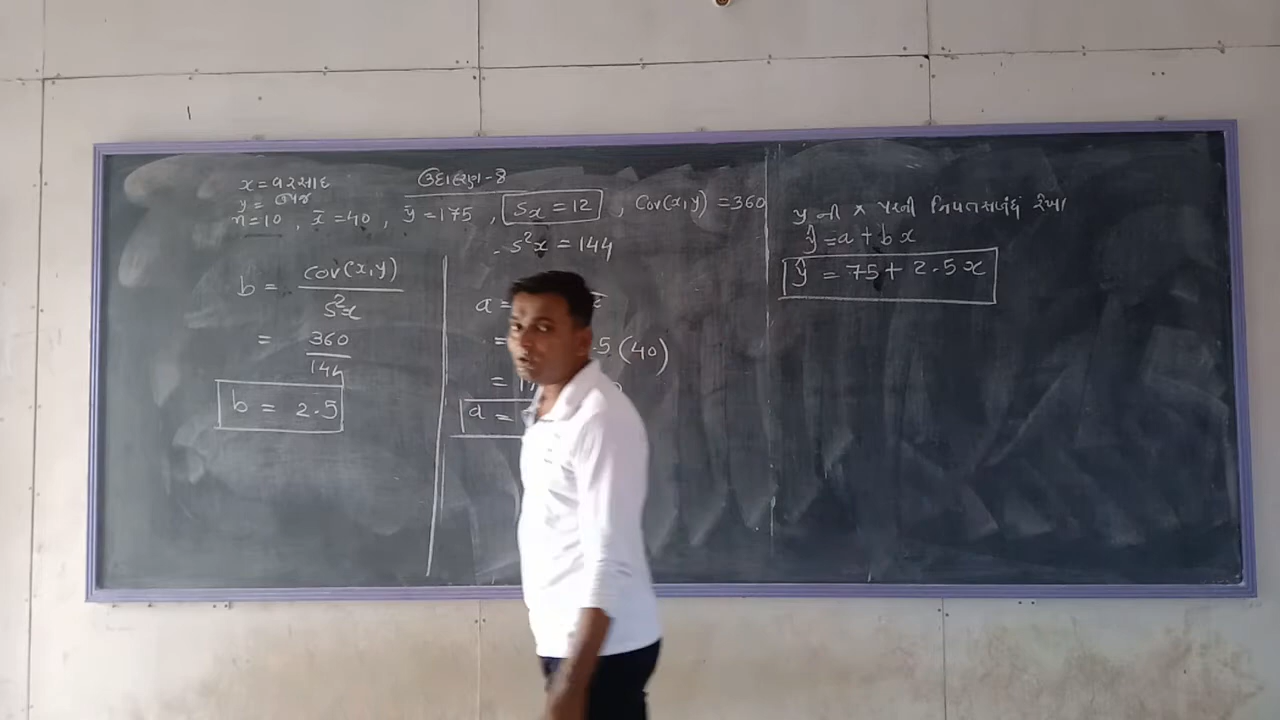 x = વરસાદ
y = ઉપજ
ઉદાહરણ-8
n=10 , x̄ =40 , ȳ =175 , Sx =12 , Cov(x,y) =360
s²x =144
b = cov(x,y) / s²x
= 360 / 144
b = 2.5
a =
= .5 (40)
=
a =
y ની x પરની નિયતસંબંધ રેખા
ŷ =a + bx
ŷ = 75+ 2.5x